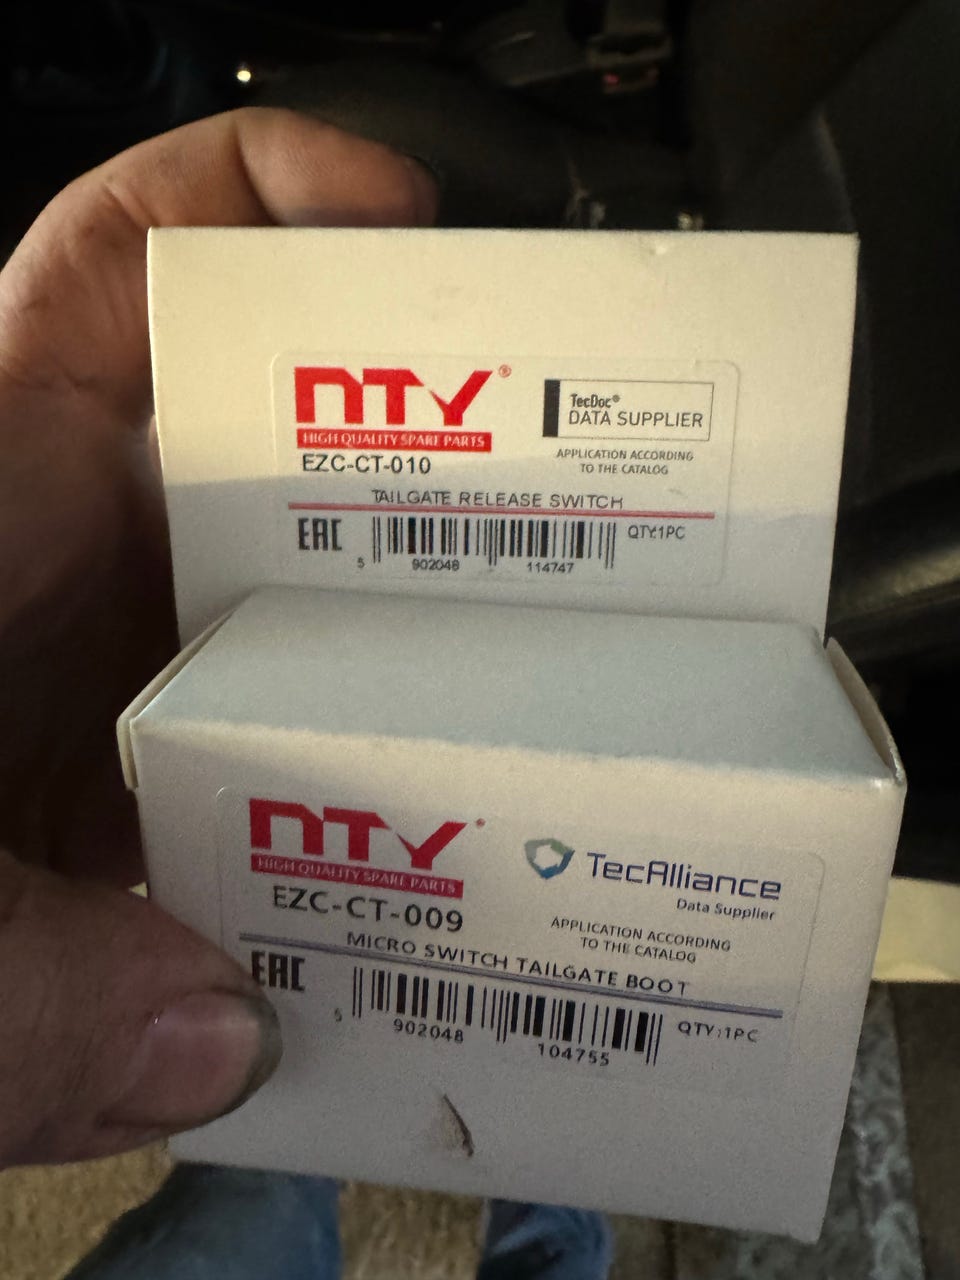 NTY®
HIGH QUALITY SPARE PARTS
EZC-CT-010
TecDoc®
DATA SUPPLIER
APPLICATION ACCORDING
TO THE CATALOG
TAILGATE RELEASE SWITCH
EAC
QTY:1PC
5 902048 114747
NTY®
HIGH QUALITY SPARE PARTS
EZC-CT-009
TecAlliance
Data Supplier
APPLICATION ACCORDING
TO THE CATALOG
MICRO SWITCH TAILGATE BOOT
EAC
QTY:1PC
5 902048 104755